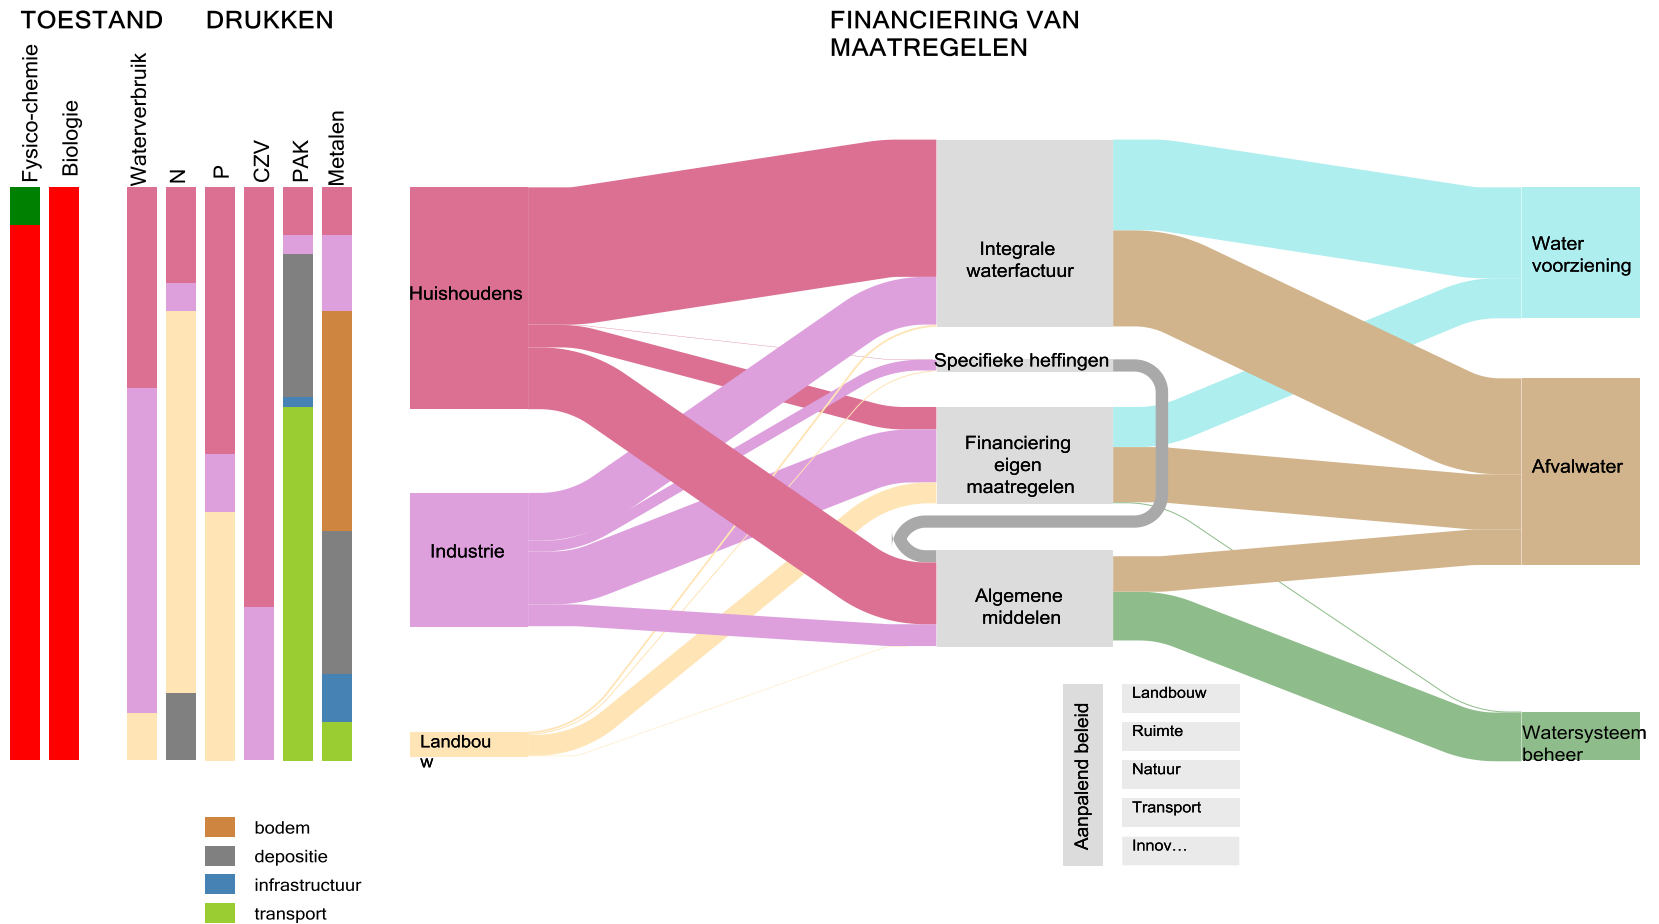 TOESTAND
DRUKKEN
FINANCIERING VAN
MAATREGELEN
Fysico-chemie
Biologie
Waterverbruik
N
P
CZV
PAK
Metalen
Huishoudens
Industrie
Landbou
w
Integrale
waterfactuur
Specifieke heffingen
Financiering
eigen
maatregelen
Algemene
middelen
Water
voorziening
Afvalwater
Watersysteem
beheer
Aanpalend beleid
Landbouw
Ruimte
Natuur
Transport
Innov…
bodem
depositie
infrastructuur
transport